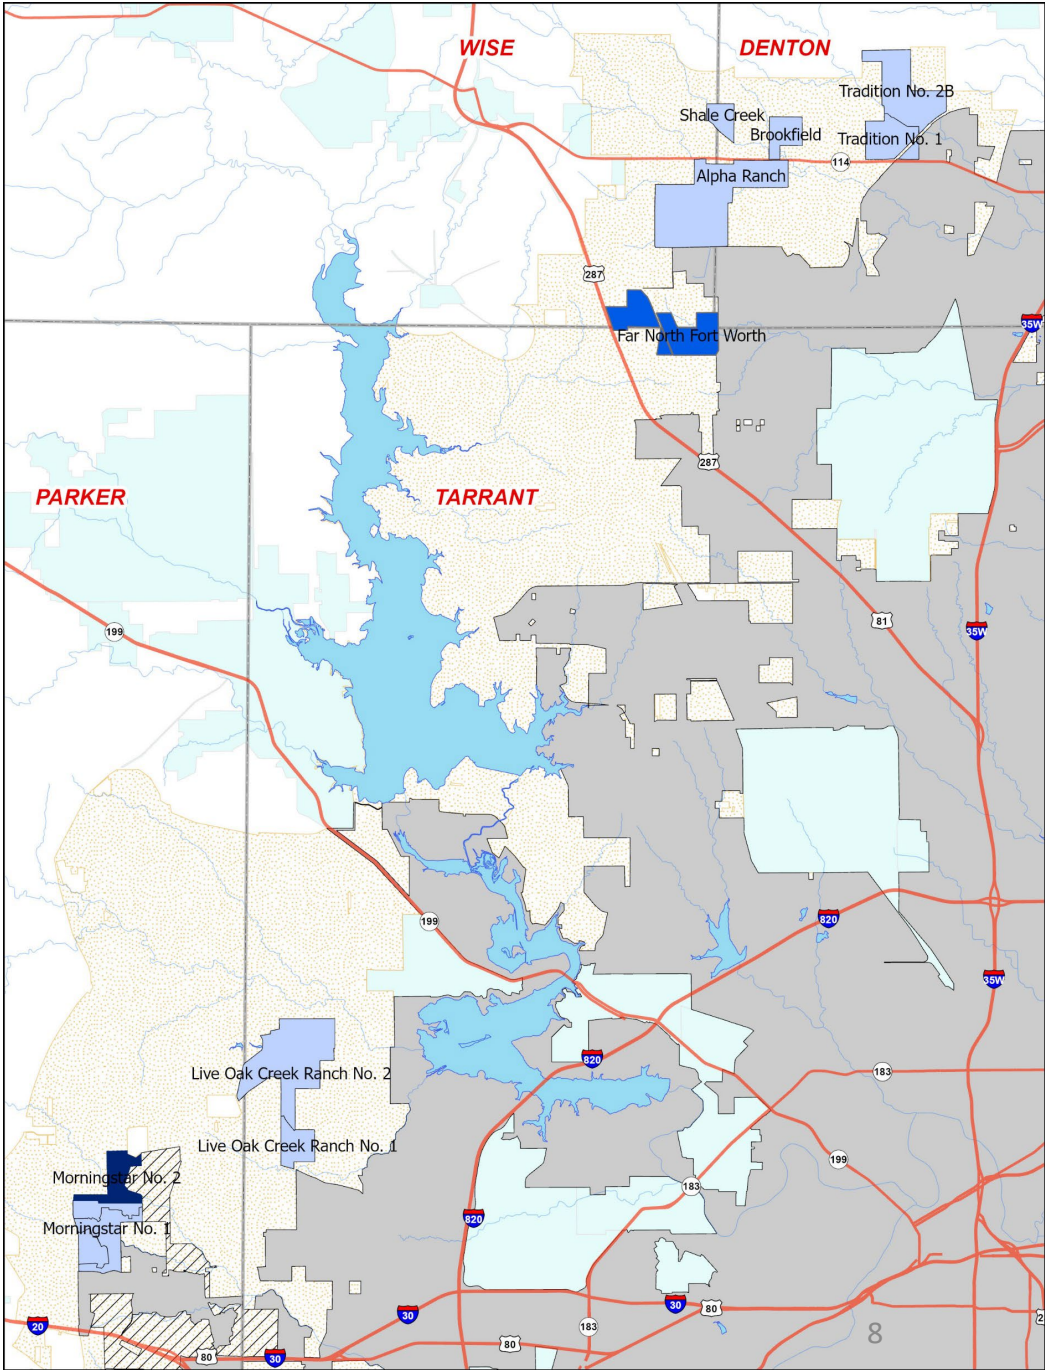 WISE
DENTON
Tradition No. 2B
Shale Creek
Brookfield
Tradition No. 1
114
Alpha Ranch
287
35W
Far North Fort Worth
287
PARKER
TARRANT
81
199
35W
820
199
35W
820
183
Live Oak Creek Ranch No. 2
Live Oak Creek Ranch No. 1
199
Morningstar No. 2
183
820
Morningstar No. 1
30
80
30
20
183
8
80
80
30